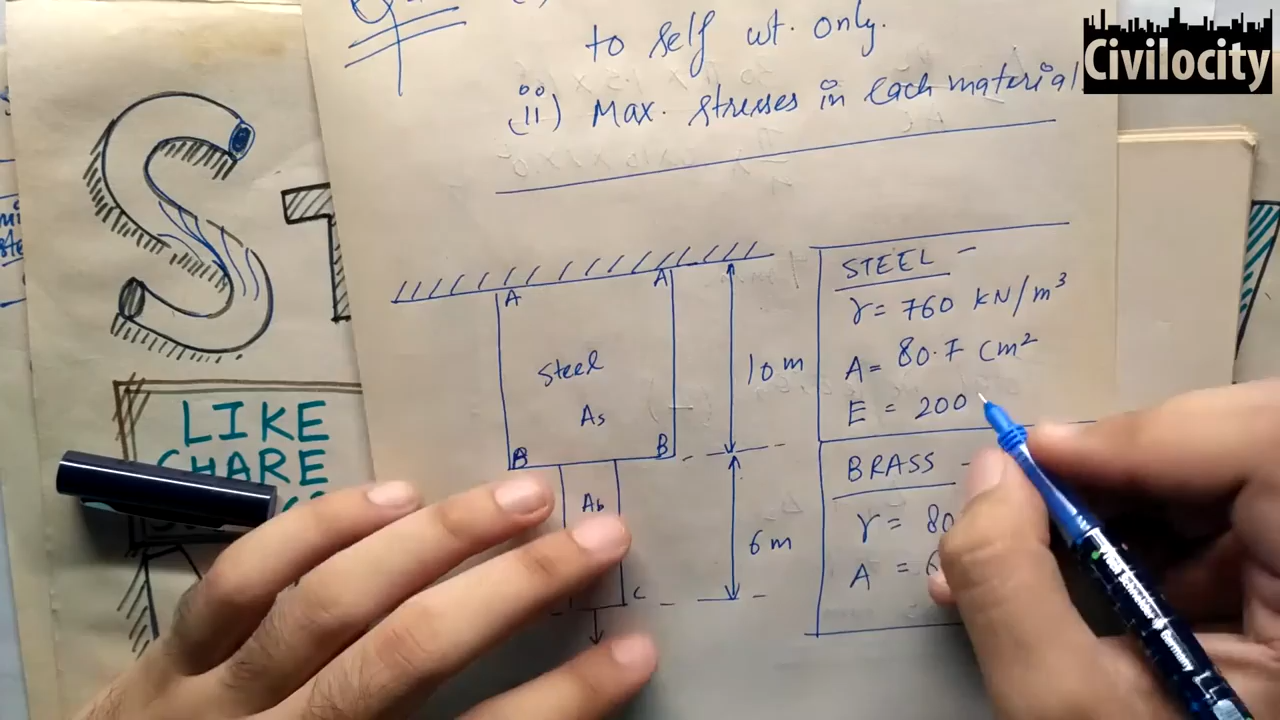 Civilocity
to self wt. only.
(ii) Max. stresses in each material.
A A
Steel
As
B B
Ab
C
10 m
6 m
STEEL -
γ = 760 KN/m³
A = 80.7 cm²
E = 200
BRASS -
γ = 80
A =
LIKE
SHARE